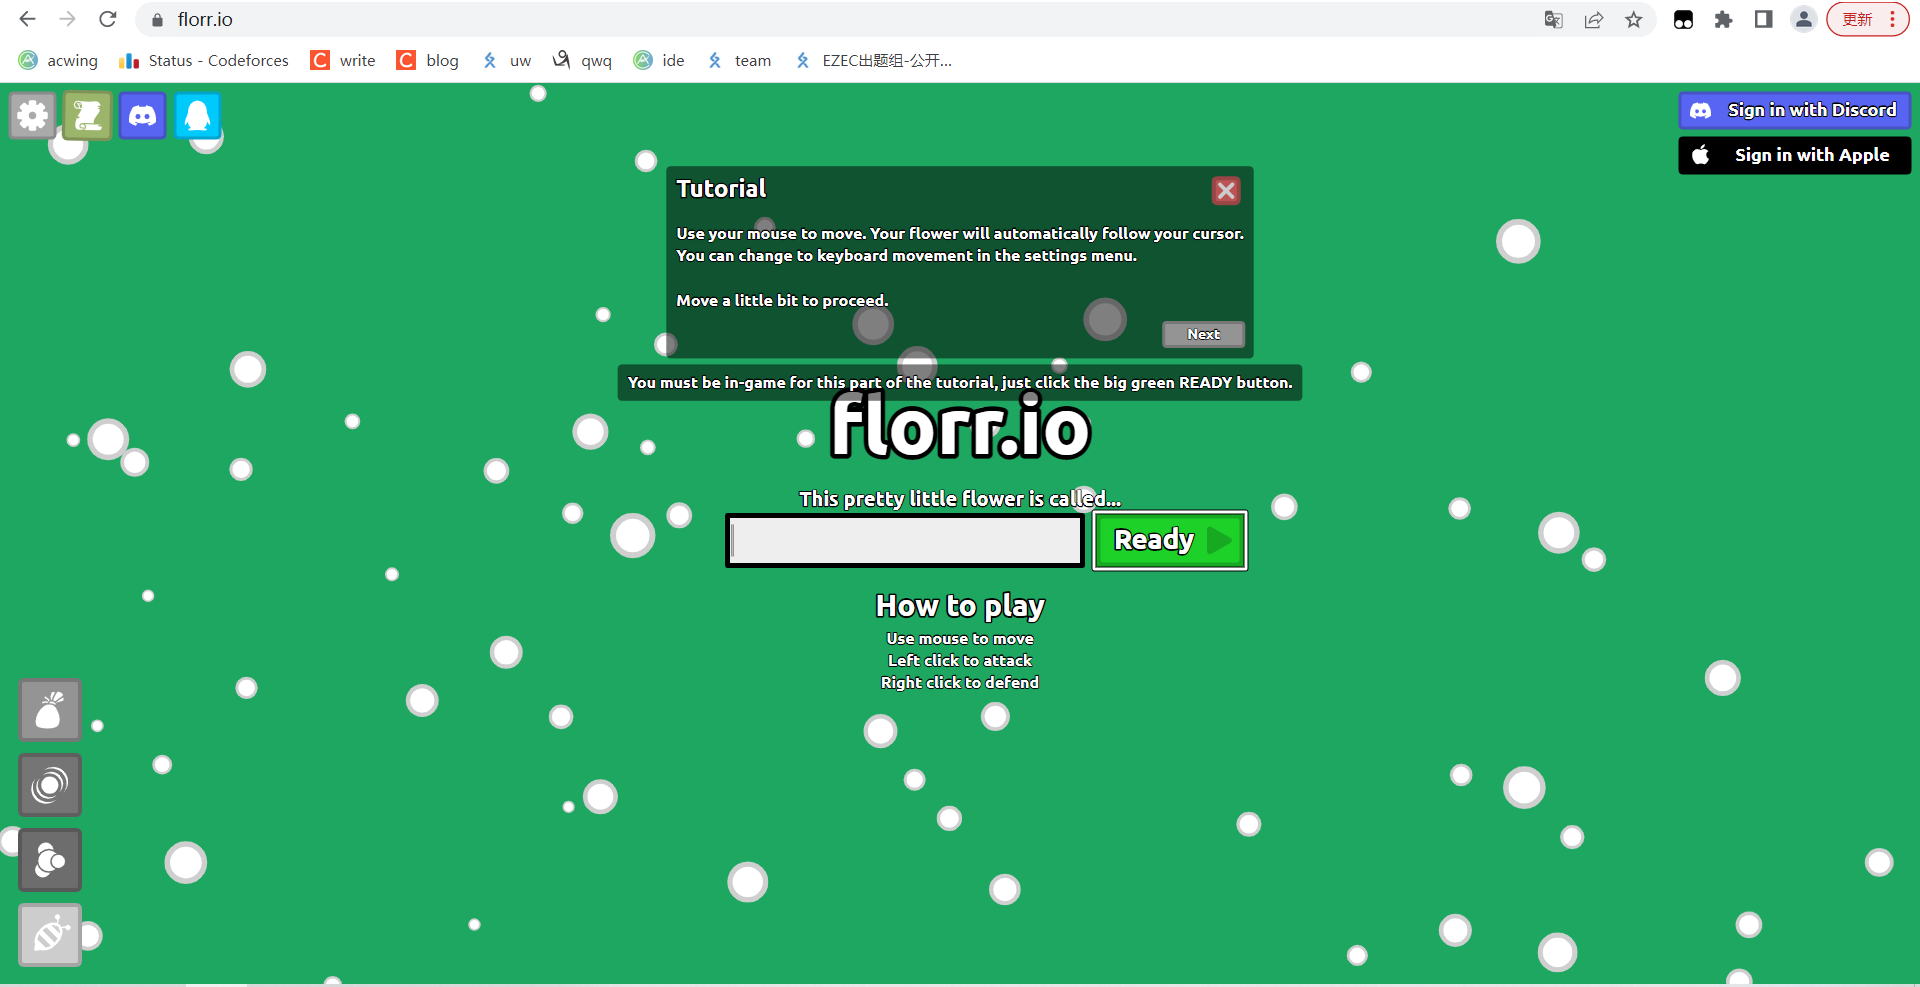 florr.io
更新
acwing
Status - Codeforces
write
blog
uw
qwq
ide
team
EZEC出题组-公开...
Sign in with Discord
Sign in with Apple
Tutorial
Use your mouse to move. Your flower will automatically follow your cursor.
You can change to keyboard movement in the settings menu.
Move a little bit to proceed.
Next
You must be in-game for this part of the tutorial, just click the big green READY button.
florr.io
This pretty little flower is called...
Ready
How to play
Use mouse to move
Left click to attack
Right click to defend